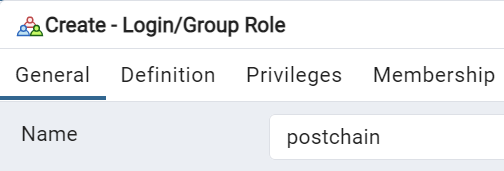 Create - Login/Group Role
General Definition Privileges Membership
Name postchain